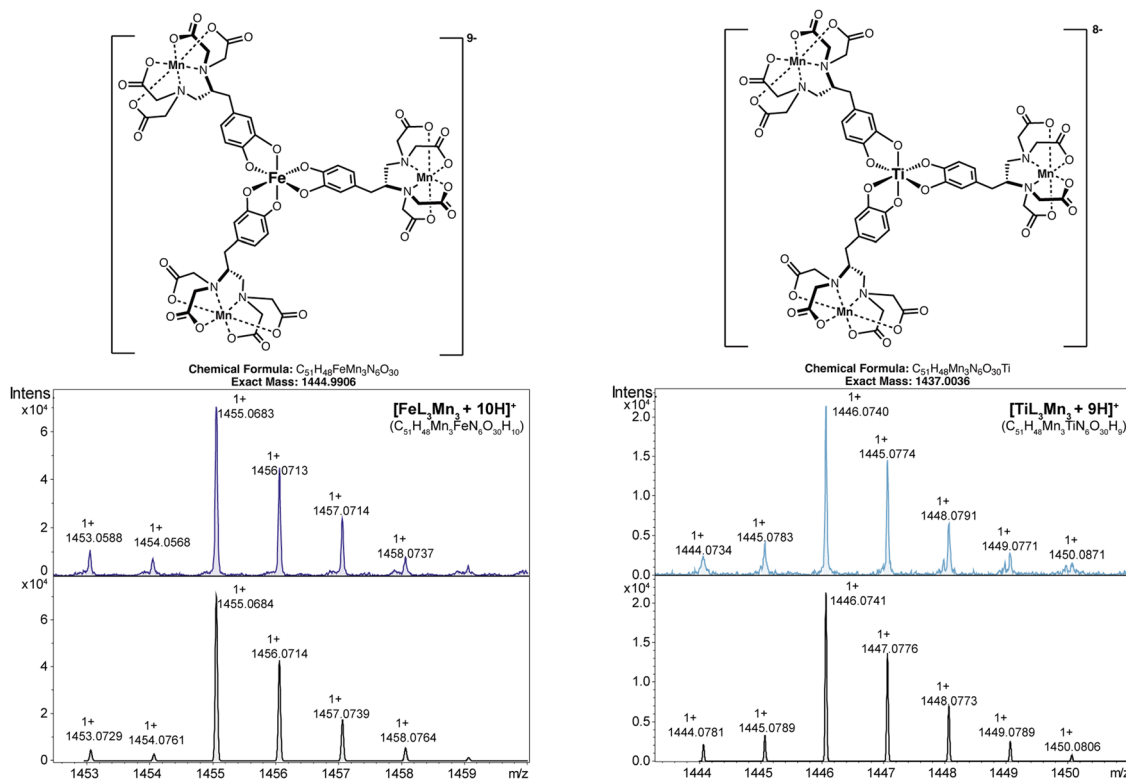 9-
O O O
O Mn N
O N
O
O
O O
O
O O O
N
Fe O Mn
O O
O O N O
O O
O
O
O N N O
O Mn O
O O
O
Chemical Formula: C51H48FeMn3N6O30
Exact Mass: 1444.9906
8-
O O O
O Mn N
O N
O
O
O O
O
O O O
N
Ti O Mn
O O
O O N O
O O
O
O
O N N O
O Mn O
O O
O
Chemical Formula: C51H48Mn3N6O30Ti
Exact Mass: 1437.0036
Intens
x10⁴
6
4
2
0
[FeL3Mn3 + 10H]+
(C51H48Mn3FeN6O30H10)
1+
1453.0588
1+
1454.0568
1+
1455.0683
1+
1456.0713
1+
1457.0714
1+
1458.0737
x10⁴
6
4
2
0
1+
1453.0729
1+
1454.0761
1+
1455.0684
1+
1456.0714
1+
1457.0739
1+
1458.0764
1453 1454 1455 1456 1457 1458 1459 m/z
Intens
x10⁴
2.0
1.5
1.0
0.5
0.0
[TiL3Mn3 + 9H]+
(C51H48Mn3TiN6O30H9)
1+
1444.0734
1+
1445.0783
1+
1446.0740
1+
1445.0774
1+
1448.0791
1+
1449.0771
1+
1450.0871
x10⁴
2.0
1.5
1.0
0.5
0.0
1+
1444.0781
1+
1445.0789
1+
1446.0741
1+
1447.0776
1+
1448.0773
1+
1449.0789
1+
1450.0806
1444 1445 1446 1447 1448 1449 1450 m/z